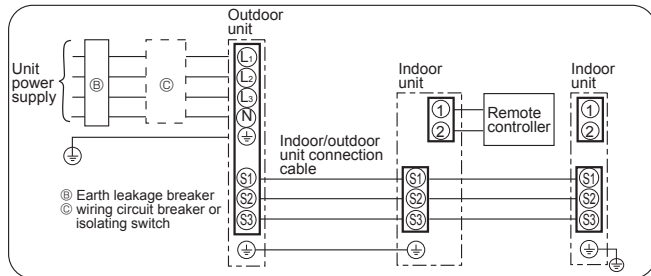 Outdoor
unit
Unit
power
supply
Ⓑ
Ⓒ
L₁
L₂
L₃
N
S1
S2
S3
Indoor/outdoor
unit connection
cable
Indoor
unit
1
2
Remote
controller
S1
S2
S3
Indoor
unit
1
2
S1
S2
S3
Ⓑ Earth leakage breaker
Ⓒ wiring circuit breaker or
isolating switch